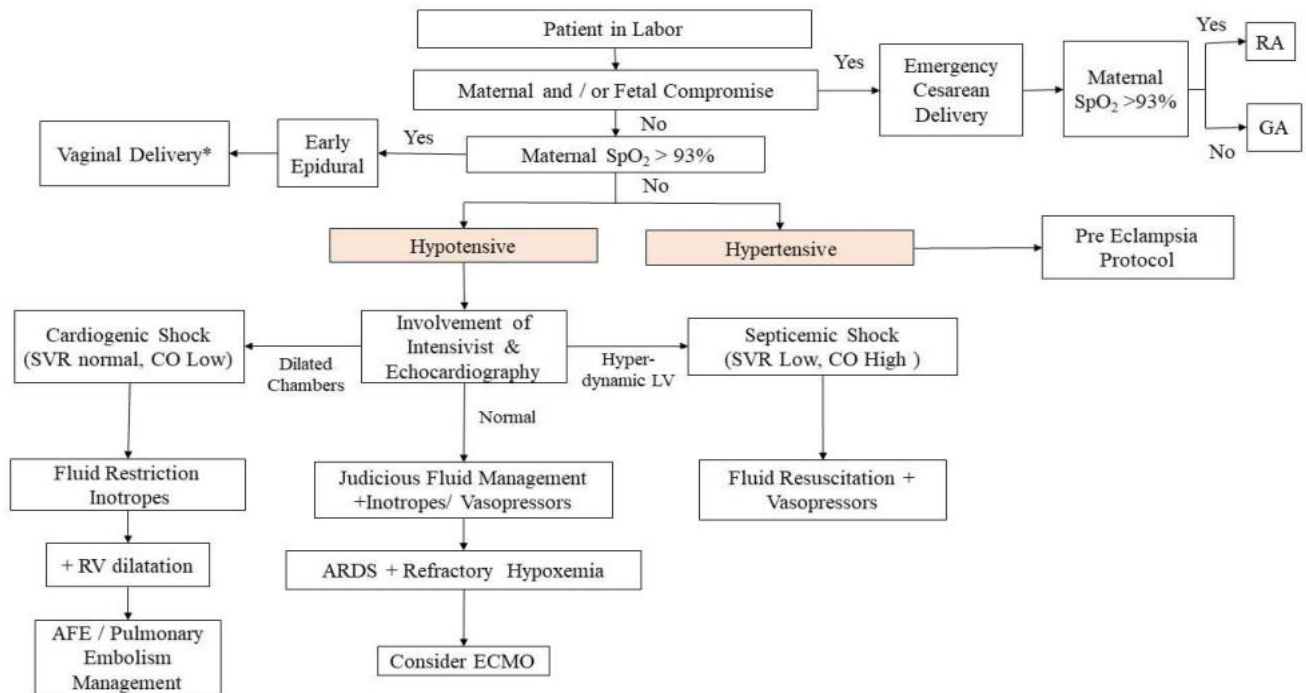 Patient in Labor
Yes
RA
Maternal and / or Fetal Compromise
Yes
Emergency
Cesarean
Delivery
Maternal
SpO₂ >93%
No
GA
No
Vaginal Delivery*
Early
Epidural
Yes
Maternal SpO₂ > 93%
No
Hypotensive
Hypertensive
Pre Eclampsia
Protocol
Cardiogenic Shock
(SVR normal, CO Low)
Dilated
Chambers
Involvement of
Intensivist &
Echocardiography
Hyper-
dynamic LV
Septicemic Shock
(SVR Low, CO High )
Normal
Fluid Restriction
Inotropes
Judicious Fluid Management
+Inotropes/ Vasopressors
Fluid Resuscitation +
Vasopressors
+ RV dilatation
ARDS + Refractory Hypoxemia
AFE / Pulmonary
Embolism
Management
Consider ECMO